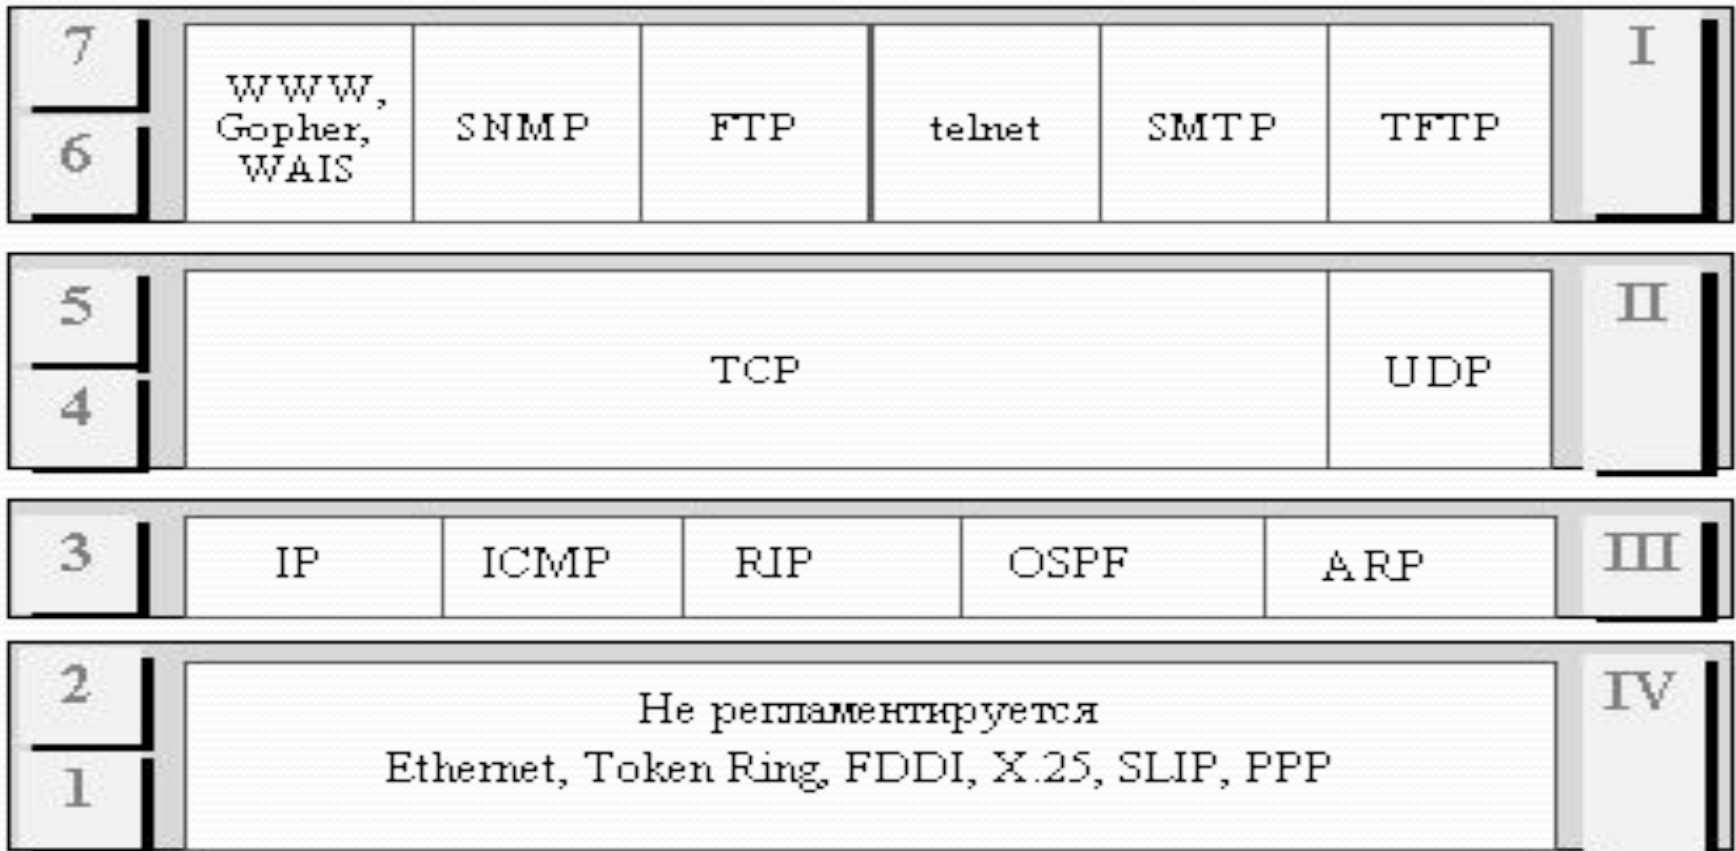 7
6
WWW,
Gopher,
WAIS
SNMP
FTP
telnet
SMTP
TFTP
I
5
4
TCP
UDP
II
3
IP
ICMP
RIP
OSPF
ARP
III
2
1
Не регламентируется
Ethernet, Token Ring, FDDI, X.25, SLIP, PPP
IV